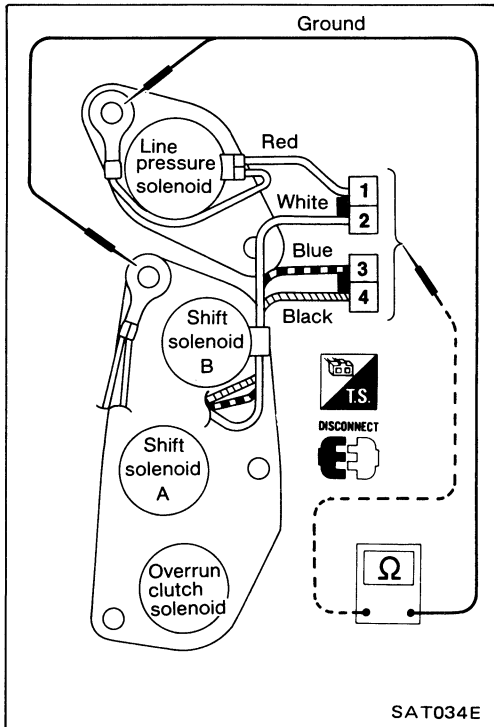 Ground
Line
pressure
solenoid
Red
1
White
2
Blue
3
4
Black
Shift
solenoid
B
T.S.
DISCONNECT
Shift
solenoid
A
Ω
Overrun
clutch
solenoid
SAT034E